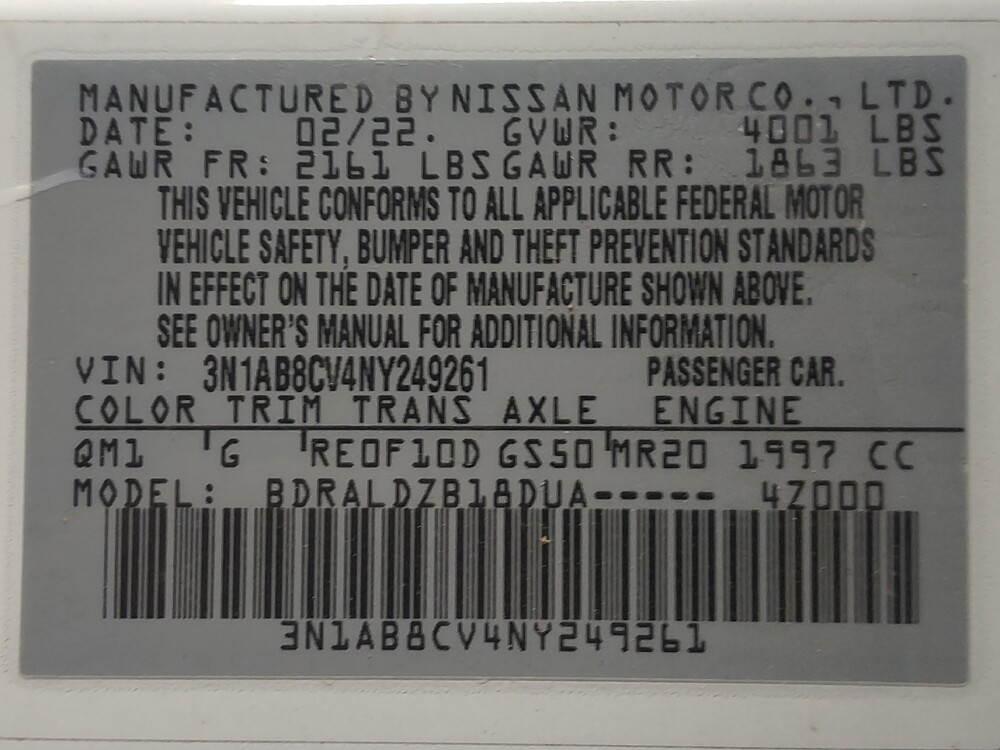 MANUFACTURED BY NISSAN MOTOR CO., LTD.
DATE: 02/22. GVWR: 4001 LBS
GAWR FR: 2161 LBS GAWR RR: 1863 LBS
THIS VEHICLE CONFORMS TO ALL APPLICABLE FEDERAL MOTOR
VEHICLE SAFETY, BUMPER AND THEFT PREVENTION STANDARDS
IN EFFECT ON THE DATE OF MANUFACTURE SHOWN ABOVE.
SEE OWNER'S MANUAL FOR ADDITIONAL INFORMATION.
VIN: 3N1AB8CV4NY249261 PASSENGER CAR.
COLOR TRIM TRANS AXLE ENGINE
QM1 G RE0F10D GS50 MR20 1997 CC
MODEL: BDRALDZB18DUA----- 4Z000
3N1AB8CV4NY249261